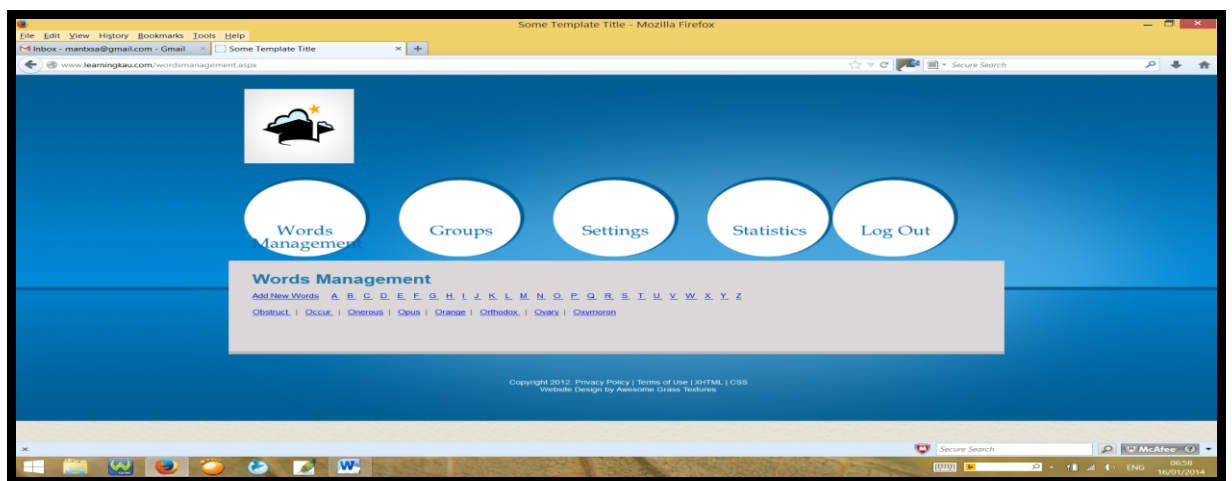 Some Template Title - Mozilla Firefox
File Edit View History Bookmarks Tools Help
Inbox - mantxsa@gmail.com - Gmail × Some Template Title × +
www.learningkau.com/wordsmanagement.aspx Secure Search
Words Management
Groups
Settings
Statistics
Log Out
Words Management
Add New Words A B C D E F G H I J K L M N O P Q R S T U V W X Y Z
Obstruct | Occur | Onerous | Opus | Orange | Orthodox | Ovary | Oxymoron
Copyright 2012. Privacy Policy | Terms of Use | XHTML | CSS
Website Design by Awesome Grass Textures
× Secure Search McAfee
ENG 06:58
16/01/2014